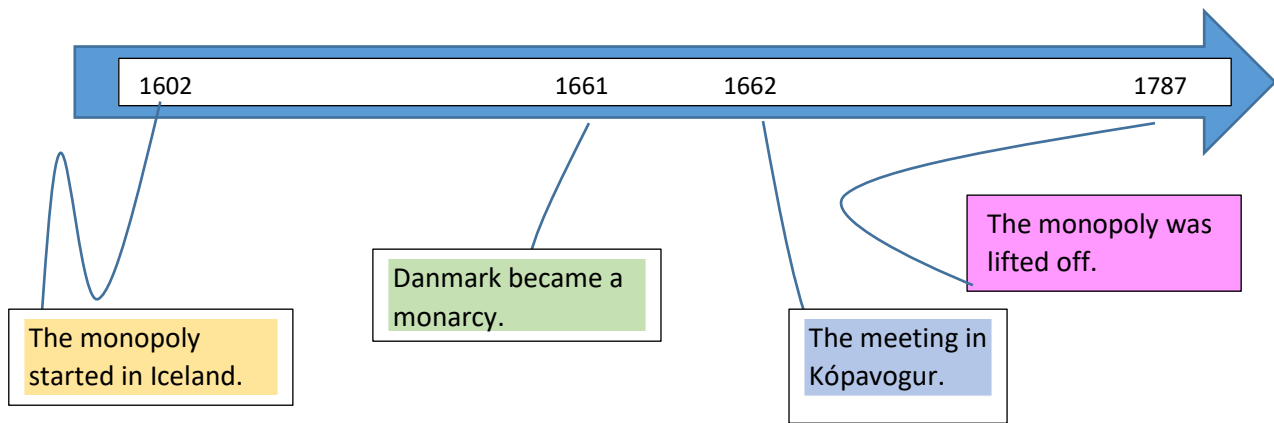 1602 1661 1662 1787
The monopoly was
lifted off.
Danmark became a
monarcy.
The monopoly
started in Iceland.
The meeting in
Kópavogur.